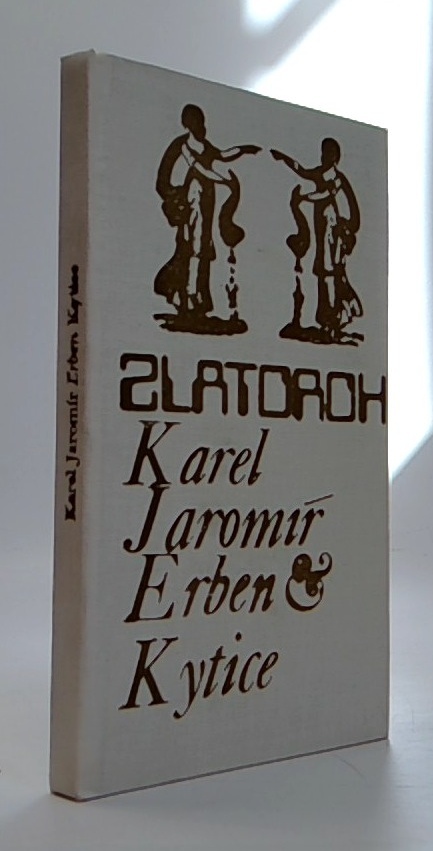 ZLATOROH
Karel
Jaromír
Erben &
Kytice
Karel Jaromír Erben Kytice